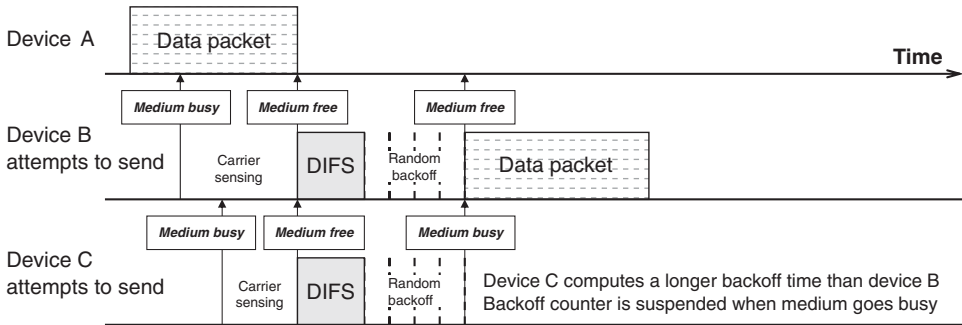 Device A
Data packet
Time
Medium busy
Medium free
Medium free
Device B
attempts to send
Carrier
sensing
DIFS
Random
backoff
Data packet
Medium busy
Medium free
Medium busy
Device C
attempts to send
Carrier
sensing
DIFS
Random
backoff
Device C computes a longer backoff time than device B
Backoff counter is suspended when medium goes busy